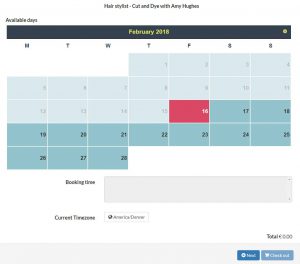 Hair stylist - Cut and Dye with Amy Hughes
Available days
February 2018
M T W T F S S
1 2 3 4
5 6 7 8 9 10 11
12 13 14 15 16 17 18
19 20 21 22 23 24 25
26 27 28
Booking time
Current Timezone America/Denver
Total € 0.00
Next Check out